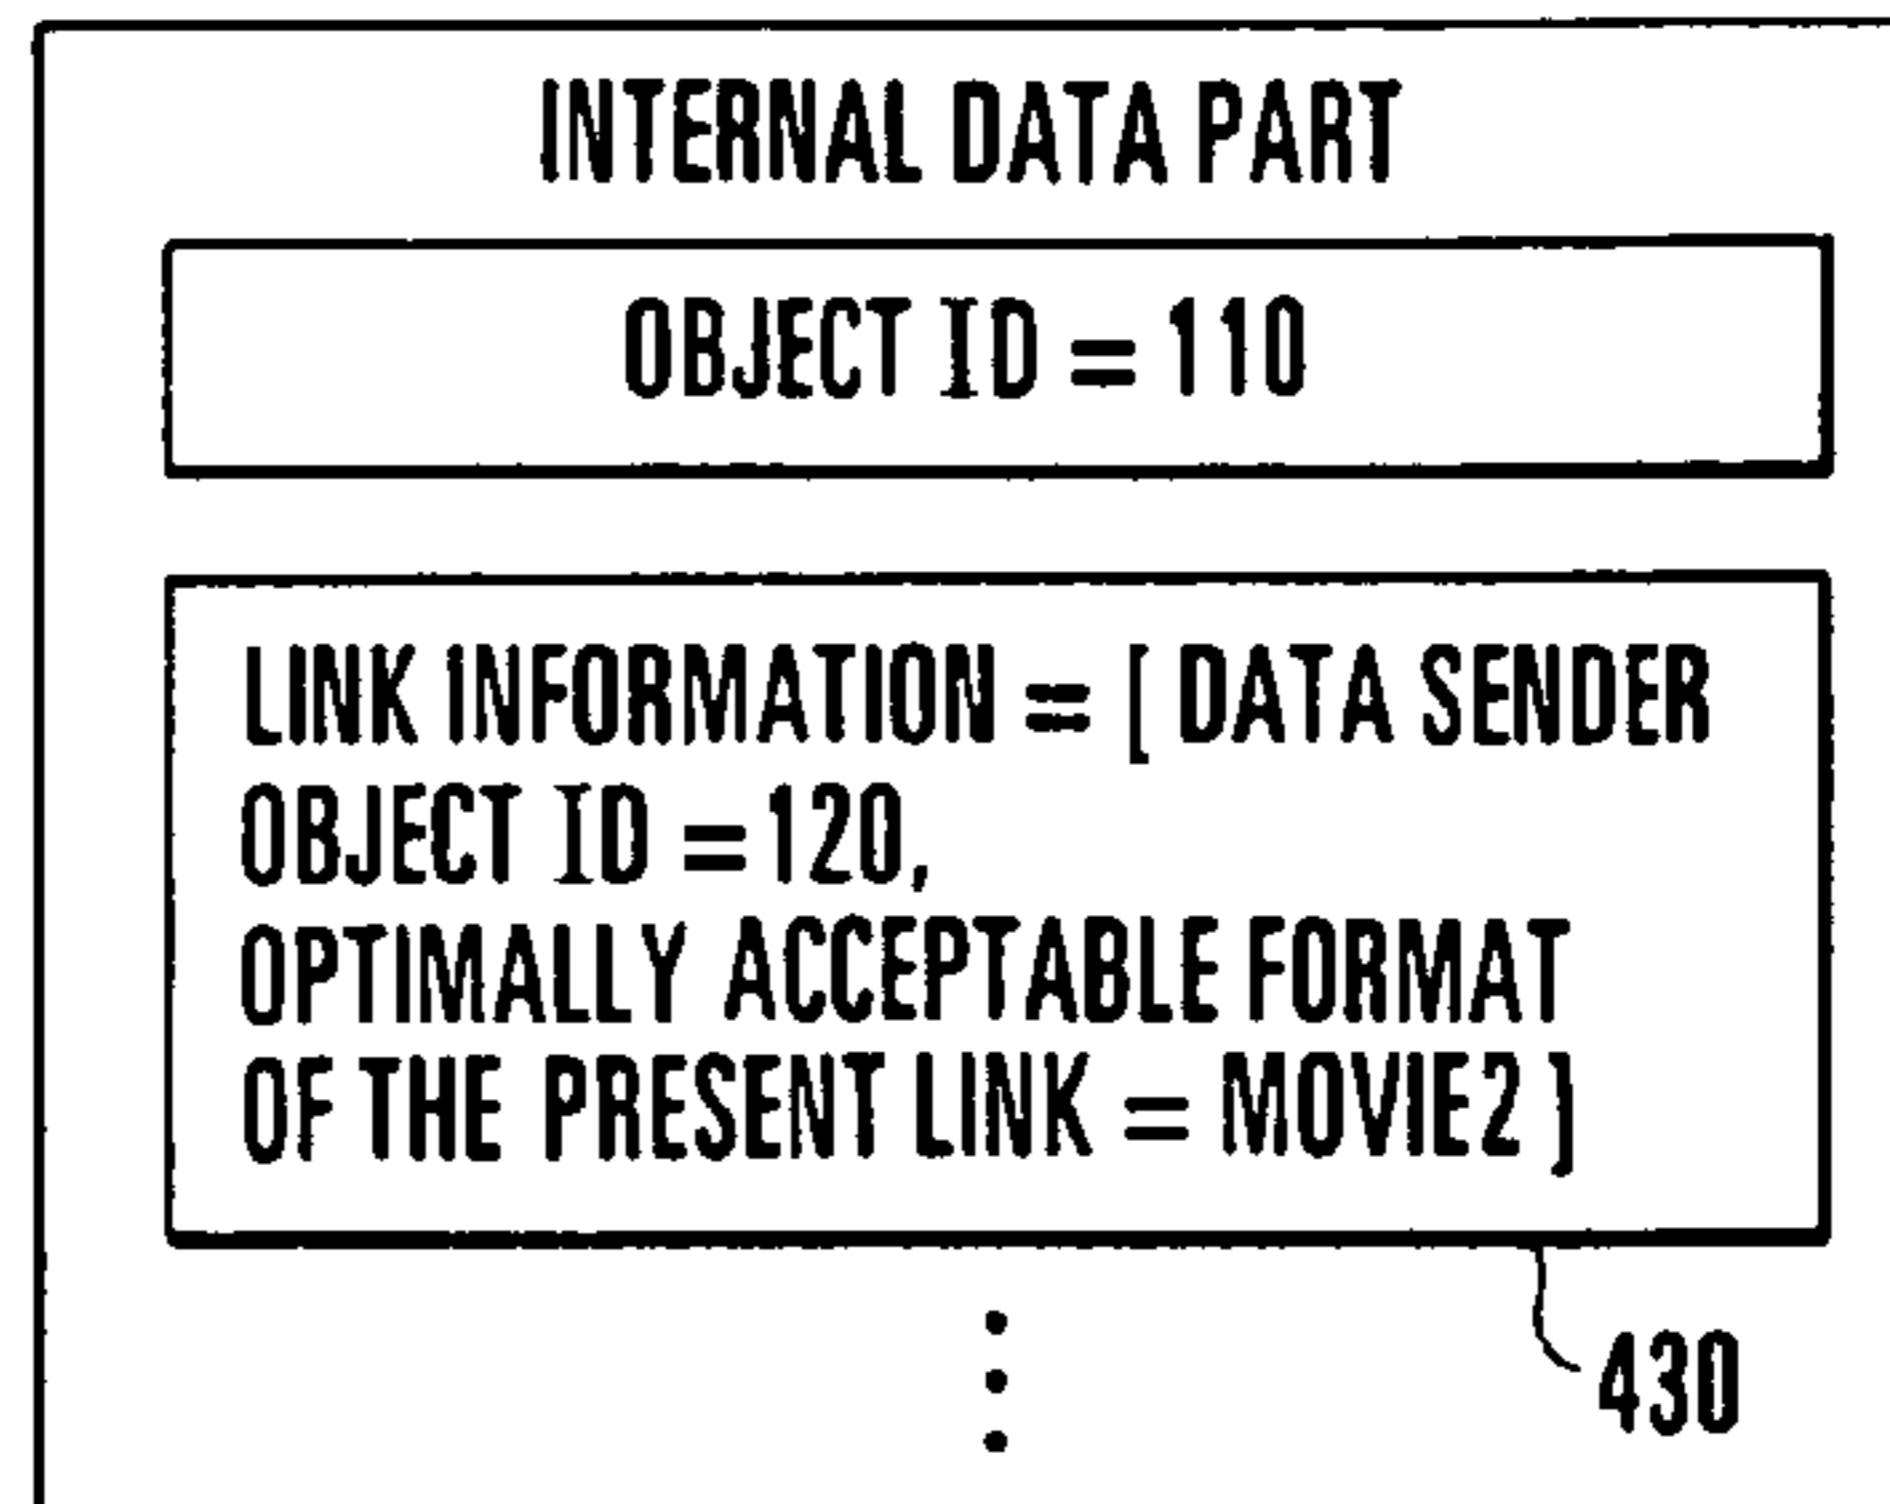 INTERNAL DATA PART
OBJECT ID = 110
LINK INFORMATION = [ DATA SENDER
OBJECT ID = 120,
OPTIMALLY ACCEPTABLE FORMAT
OF THE PRESENT LINK = MOVIE2 ]
430